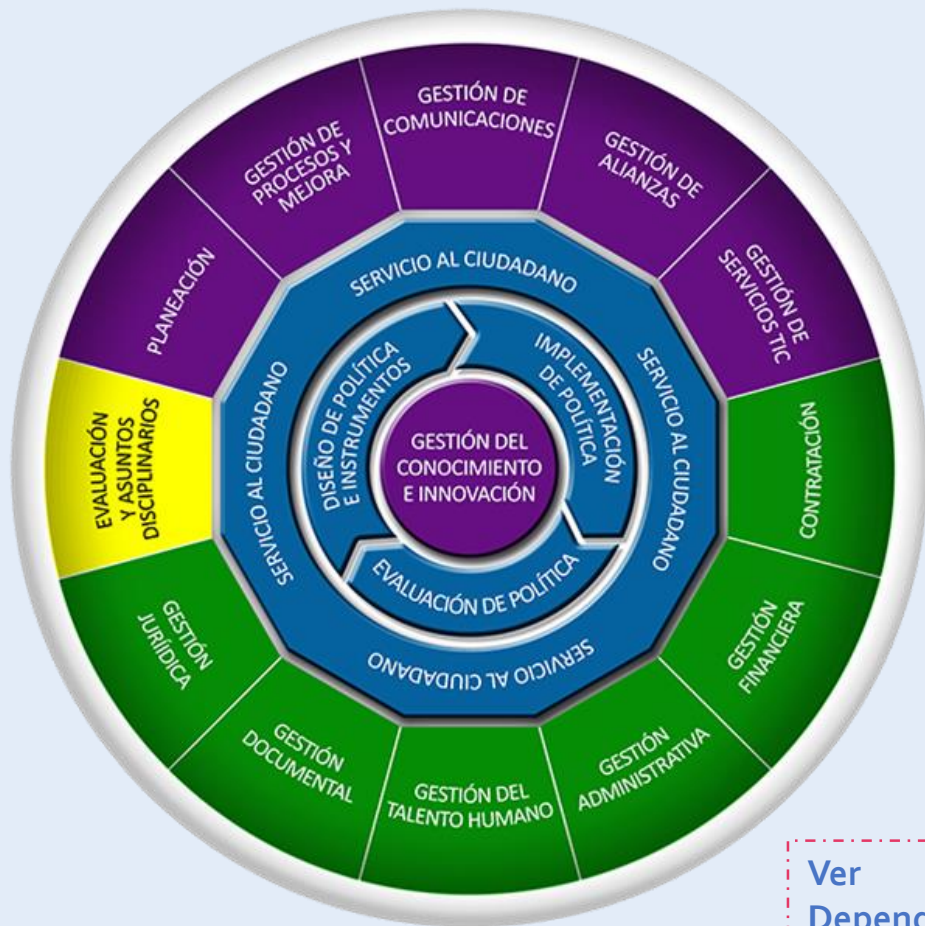 GESTIÓN DE
COMUNICACIONES
GESTIÓN DE
ALIANZAS
GESTIÓN DE
SERVICIOS TIC
CONTRATACIÓN
GESTIÓN
FINANCIERA
GESTIÓN
ADMINISTRATIVA
GESTIÓN DEL
TALENTO HUMANO
GESTIÓN
DOCUMENTAL
GESTIÓN
JURÍDICA
EVALUACIÓN
Y ASUNTOS
DISCIPLINARIOS
PLANEACIÓN
GESTIÓN DE
PROCESOS Y
MEJORA
SERVICIO AL CIUDADANO
SERVICIO AL CIUDADANO
SERVICIO AL CIUDADANO
SERVICIO AL CIUDADANO
DISEÑO DE POLÍTICA
E INSTRUMENTOS
IMPLEMENTACIÓN
DE POLÍTICA
EVALUACIÓN DE POLÍTICA
GESTIÓN DEL
CONOCIMIENTO
E INNOVACIÓN
Ver